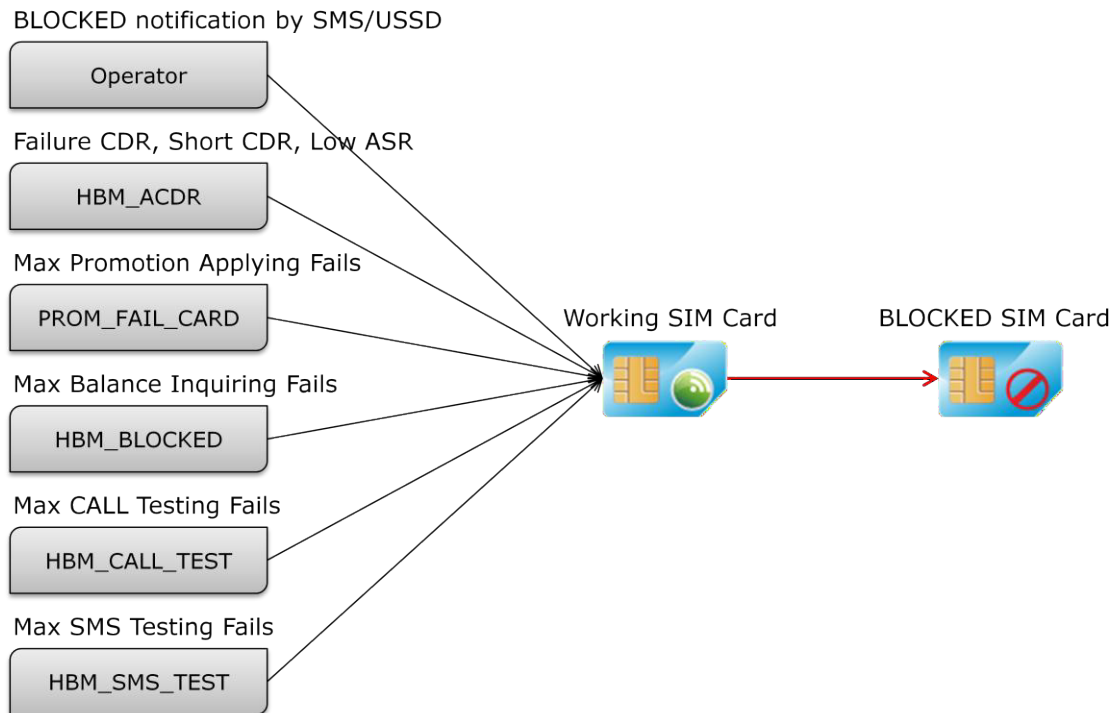 BLOCKED notification by SMS/USSD
Operator
Failure CDR, Short CDR, Low ASR
HBM_ACDR
Max Promotion Applying Fails
PROM_FAIL_CARD
Working SIM Card
BLOCKED SIM Card
Max Balance Inquiring Fails
HBM_BLOCKED
Max CALL Testing Fails
HBM_CALL_TEST
Max SMS Testing Fails
HBM_SMS_TEST